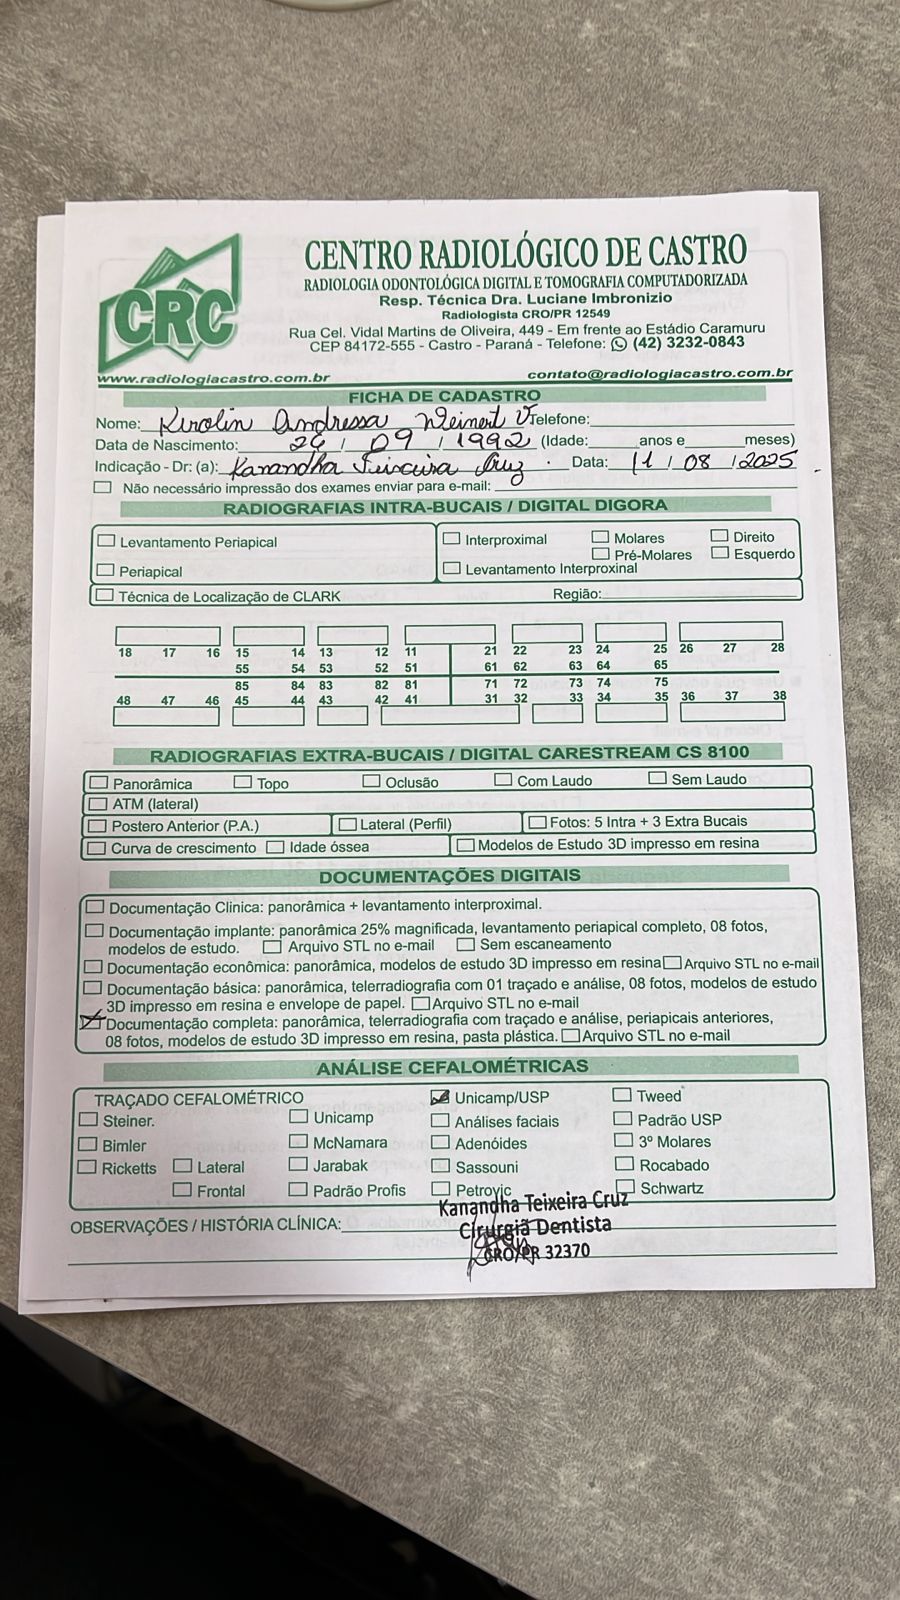 CRC
CENTRO RADIOLÓGICO DE CASTRO
RADIOLOGIA ODONTOLÓGICA DIGITAL E TOMOGRAFIA COMPUTADORIZADA
Resp. Técnica Dra. Luciane Imbronizio
Radiologista CRO/PR 12549
Rua Cel. Vidal Martins de Oliveira, 449 - Em frente ao Estádio Caramuru
CEP 84172-555 - Castro - Paraná - Telefone: (42) 3232-0843
www.radiologiacastro.com.br contato@radiologiacastro.com.br
FICHA DE CADASTRO
Nome: Kerolin Andressa Weinert V Telefone:
Data de Nascimento: 24 / 09 / 1992 (Idade: anos e meses)
Indicação - Dr: (a): Kanandha Teixeira Cruz Data: 11 / 08 / 2025
Não necessário impressão dos exames enviar para e-mail:
RADIOGRAFIAS INTRA-BUCAIS / DIGITAL DIGORA
Levantamento Periapical Interproximal Molares Direito
Pré-Molares Esquerdo
Periapical Levantamento Interproxinal
Técnica de Localização de CLARK Região:
18 17 16 15 14 13 12 11 21 22 23 24 25 26 27 28
55 54 53 52 51 61 62 63 64 65
85 84 83 82 81 71 72 73 74 75
48 47 46 45 44 43 42 41 31 32 33 34 35 36 37 38
RADIOGRAFIAS EXTRA-BUCAIS / DIGITAL CARESTREAM CS 8100
Panorâmica Topo Oclusão Com Laudo Sem Laudo
ATM (lateral)
Postero Anterior (P.A.) Lateral (Perfil) Fotos: 5 Intra + 3 Extra Bucais
Curva de crescimento Idade óssea Modelos de Estudo 3D impresso em resina
DOCUMENTAÇÕES DIGITAIS
Documentação Clinica: panorâmica + levantamento interproximal.
Documentação implante: panorâmica 25% magnificada, levantamento periapical completo, 08 fotos,
modelos de estudo. Arquivo STL no e-mail Sem escaneamento
Documentação econômica: panorâmica, modelos de estudo 3D impresso em resina Arquivo STL no e-mail
Documentação básica: panorâmica, telerradiografia com 01 traçado e análise, 08 fotos, modelos de estudo
3D impresso em resina e envelope de papel. Arquivo STL no e-mail
Documentação completa: panorâmica, telerradiografia com traçado e análise, periapicais anteriores,
08 fotos, modelos de estudo 3D impresso em resina, pasta plástica. Arquivo STL no e-mail
ANÁLISE CEFALOMÉTRICAS
TRAÇADO CEFALOMÉTRICO Unicamp/USP Tweed
Steiner. Unicamp Análises faciais Padrão USP
Bimler McNamara Adenóides 3º Molares
Ricketts Lateral Jarabak Sassouni Rocabado
Frontal Padrão Profis Petrovic Schwartz
Kanandha Teixeira Cruz
OBSERVAÇÕES / HISTÓRIA CLÍNICA: Cirurgiã Dentista
CRO/PR 32370